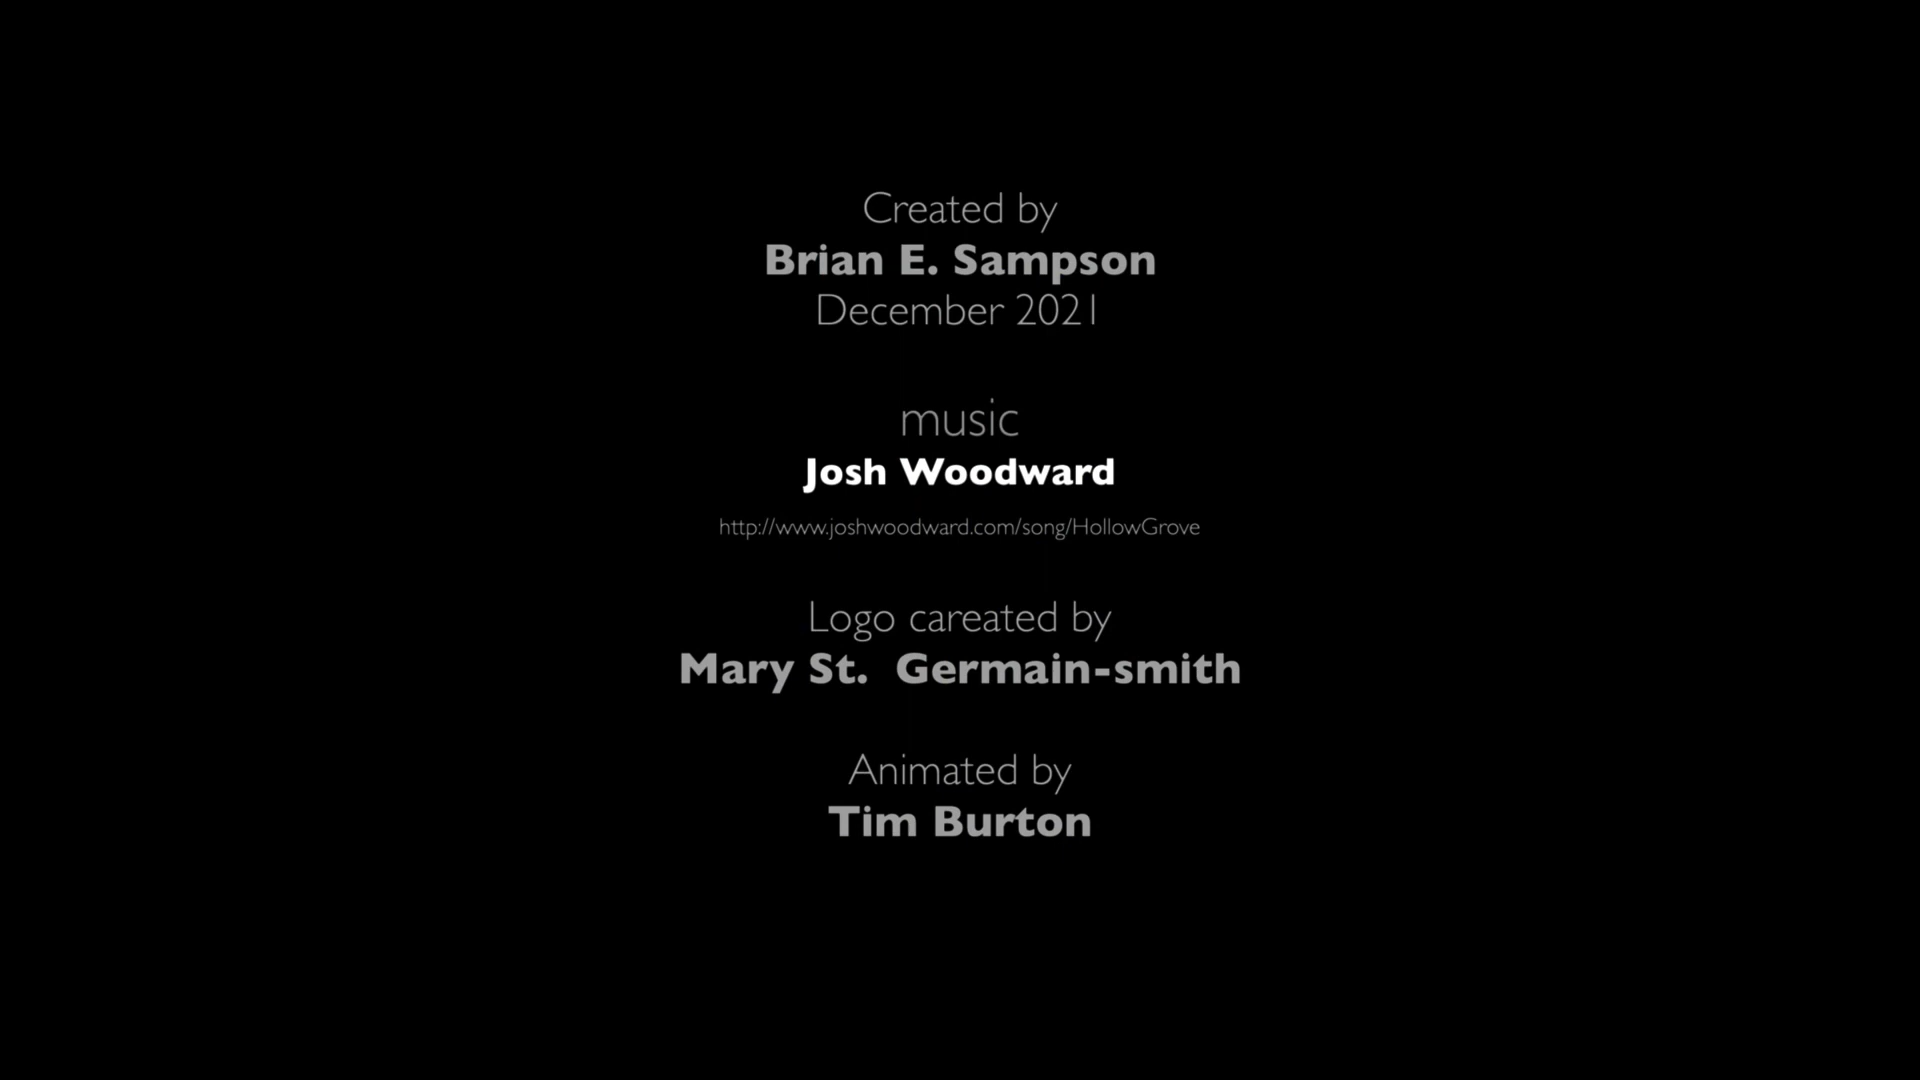 Created by
Brian E. Sampson
December 2021
music
Josh Woodward
http://www.joshwoodward.com/song/HollowGrove
Logo careated by
Mary St.  Germain-smith
Animated by
Tim Burton